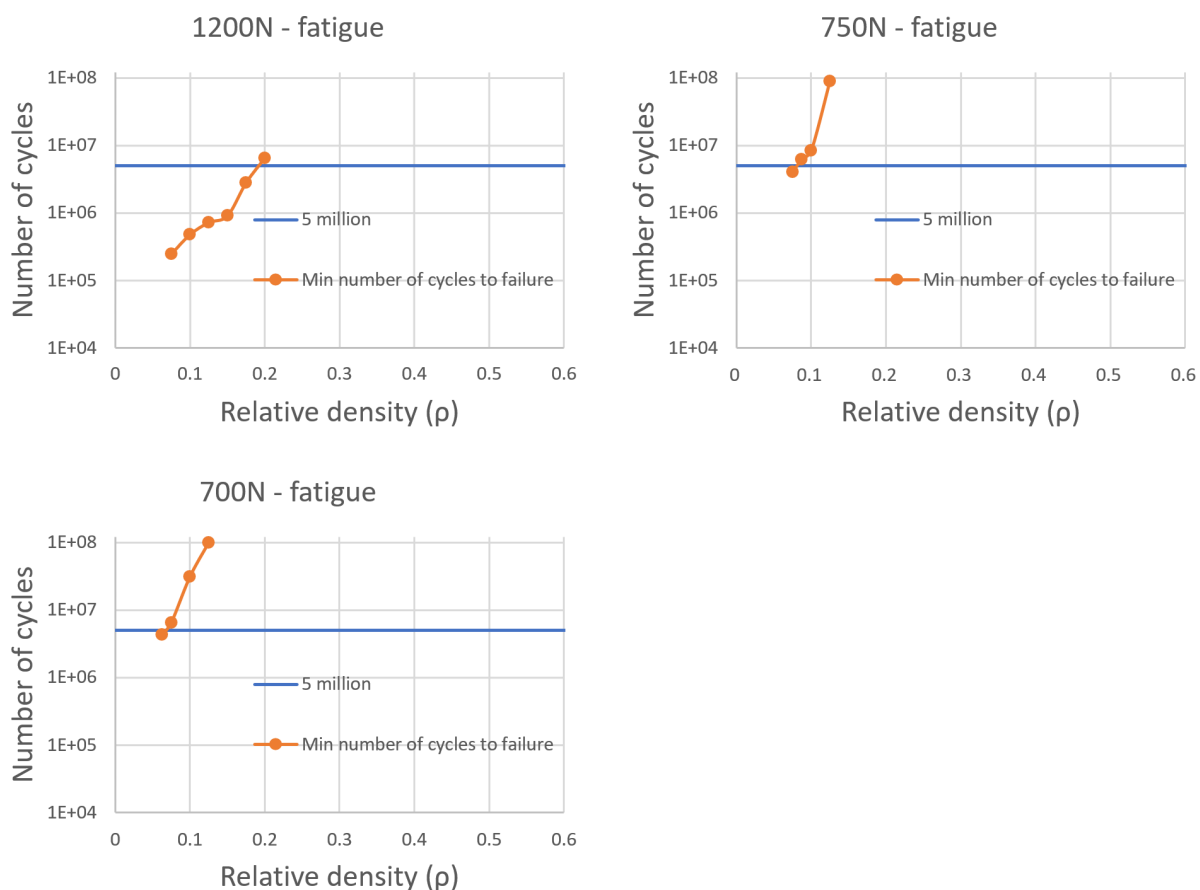 1200N - fatigue
Number of cycles
1E+08
1E+07
1E+06
1E+05
1E+04
0 0.1 0.2 0.3 0.4 0.5 0.6
Relative density (ρ)
5 million
Min number of cycles to failure
750N - fatigue
Number of cycles
1E+08
1E+07
1E+06
1E+05
1E+04
0 0.1 0.2 0.3 0.4 0.5 0.6
Relative density (ρ)
5 million
Min number of cycles to failure
700N - fatigue
Number of cycles
1E+08
1E+07
1E+06
1E+05
1E+04
0 0.1 0.2 0.3 0.4 0.5 0.6
Relative density (ρ)
5 million
Min number of cycles to failure